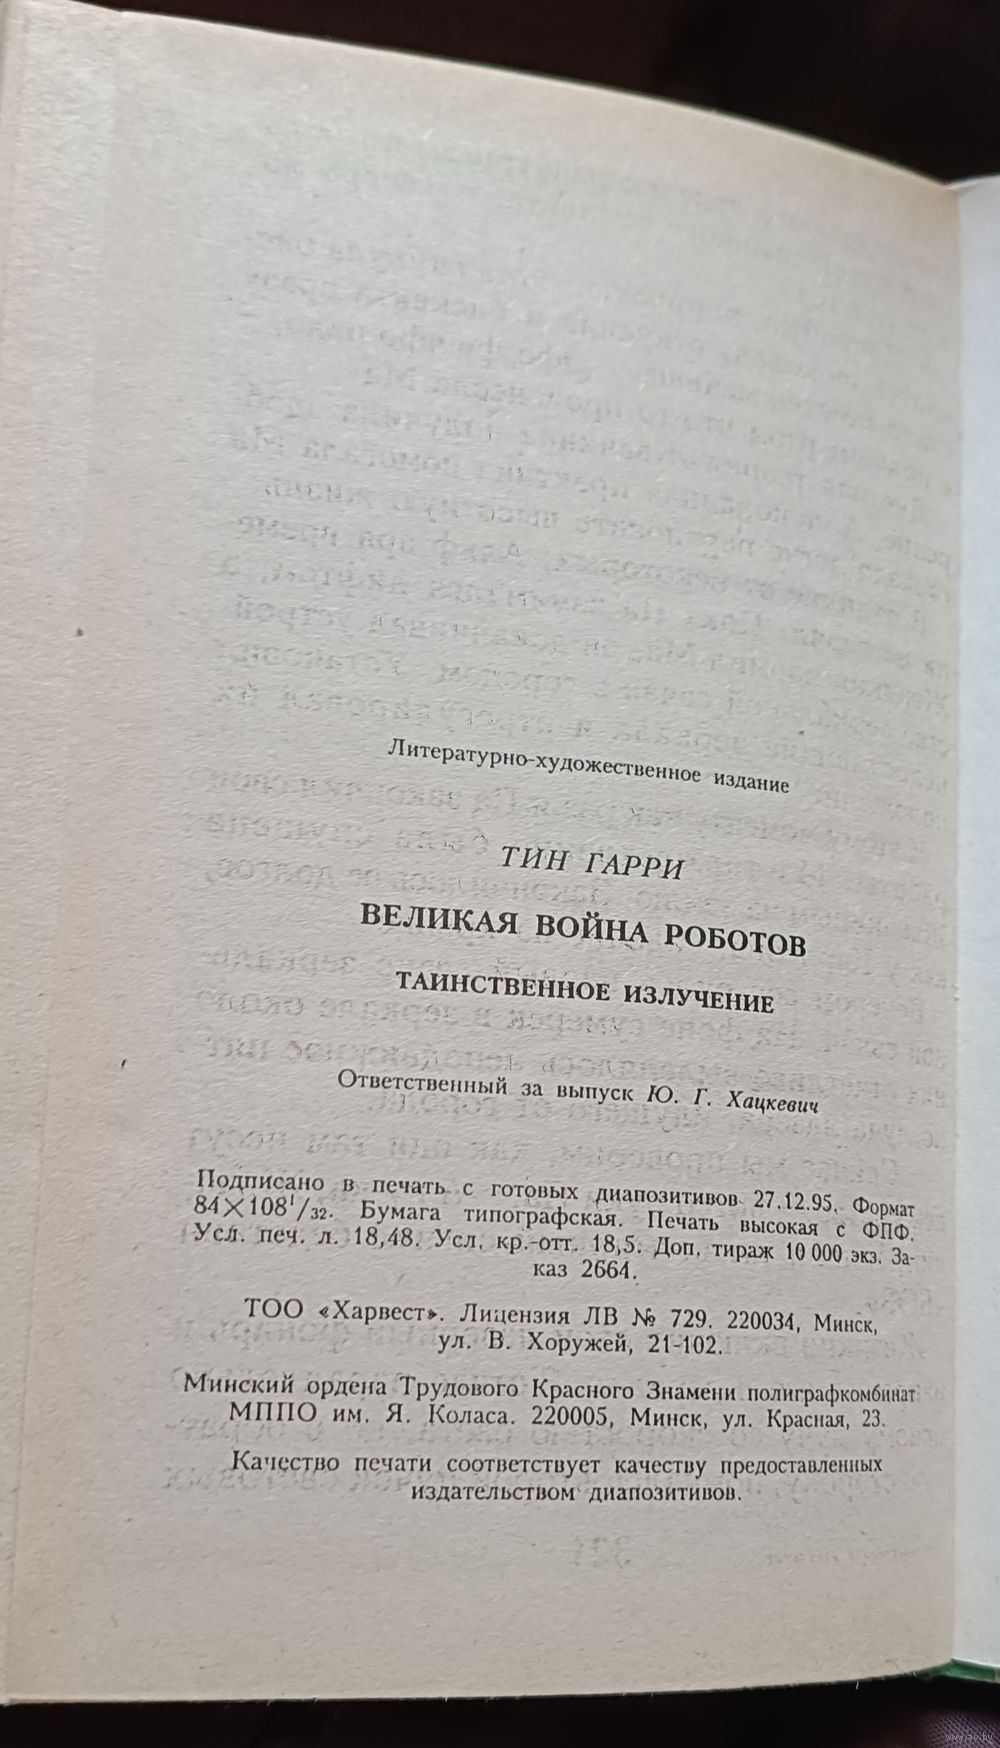 Литературно-художественное издание
ТИН ГАРРИ
ВЕЛИКАЯ ВОЙНА РОБОТОВ
ТАИНСТВЕННОЕ ИЗЛУЧЕНИЕ
Ответственный за выпуск Ю. Г. Хацкевич
Подписано в печать с готовых диапозитивов 27.12.95. Формат
84×108¹/₃₂. Бумага типографская. Печать высокая с ФПФ.
Усл. печ. л. 18,48. Усл. кр.-отт. 18,5. Доп. тираж 10 000 экз. За-
каз 2664.
ТОО «Харвест». Лицензия ЛВ № 729. 220034, Минск,
ул. В. Хоружей, 21-102.
Минский ордена Трудового Красного Знамени полиграфкомбинат
МППО им. Я. Коласа. 220005, Минск, ул. Красная, 23.
Качество печати соответствует качеству предоставленных
издательством диапозитивов.
www.ay.by